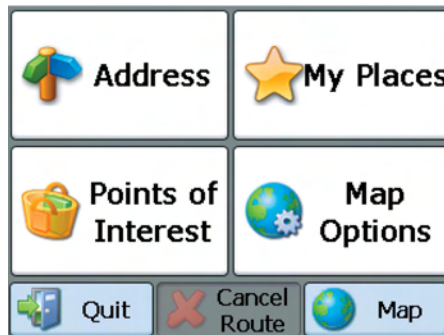 Address
My Places
Points of
Interest
Map
Options
Quit
Cancel
Route
Map